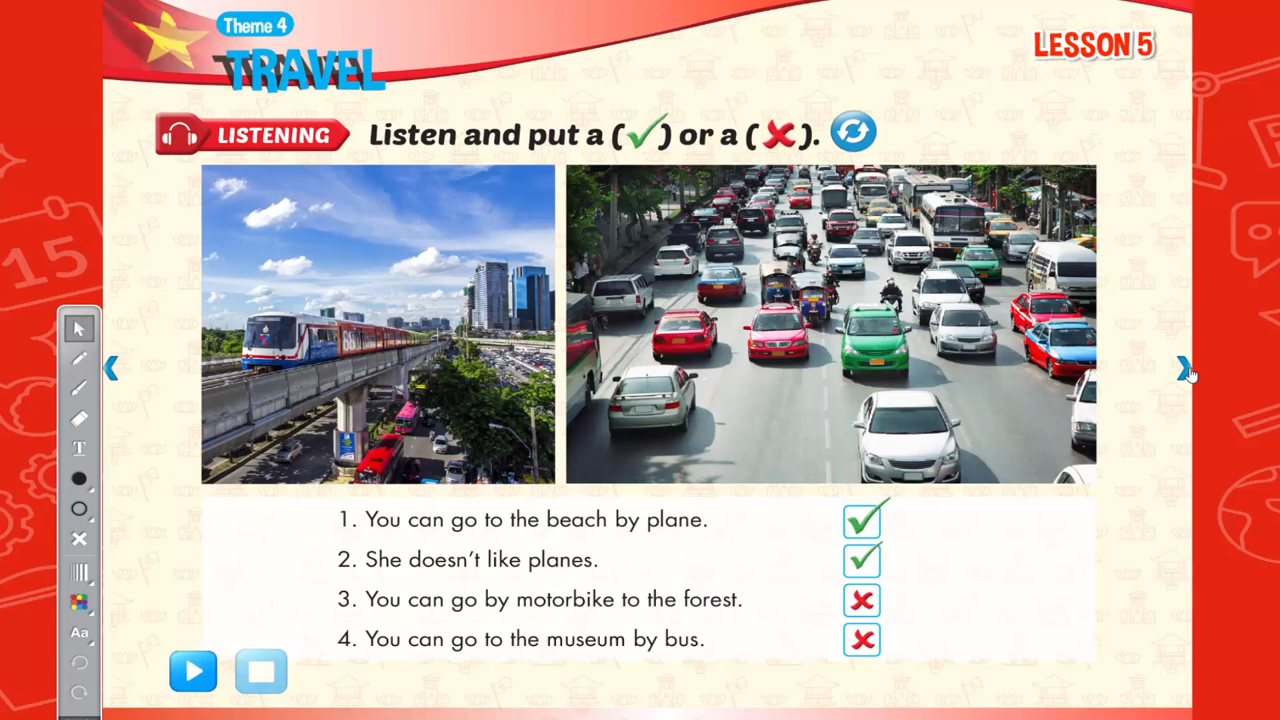 Theme 4
TRAVEL
LESSON 5
LISTENING
Listen and put a (✓) or a (✗).
1. You can go to the beach by plane. ✓
2. She doesn't like planes. ✓
3. You can go by motorbike to the forest. ✗
4. You can go to the museum by bus. ✗
T
Aa
15